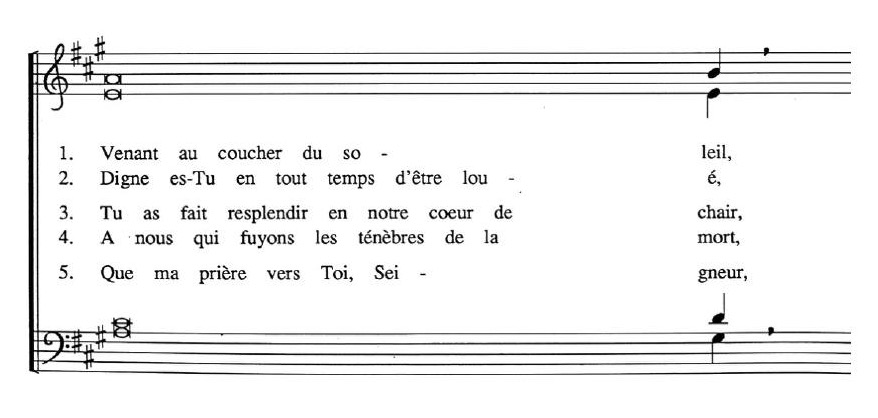 1. Venant au coucher du so - leil,
2. Digne es-Tu en tout temps d'être lou - é,
3. Tu as fait resplendir en notre coeur de chair,
4. A nous qui fuyons les ténèbres de la mort,
5. Que ma prière vers Toi, Sei - gneur,